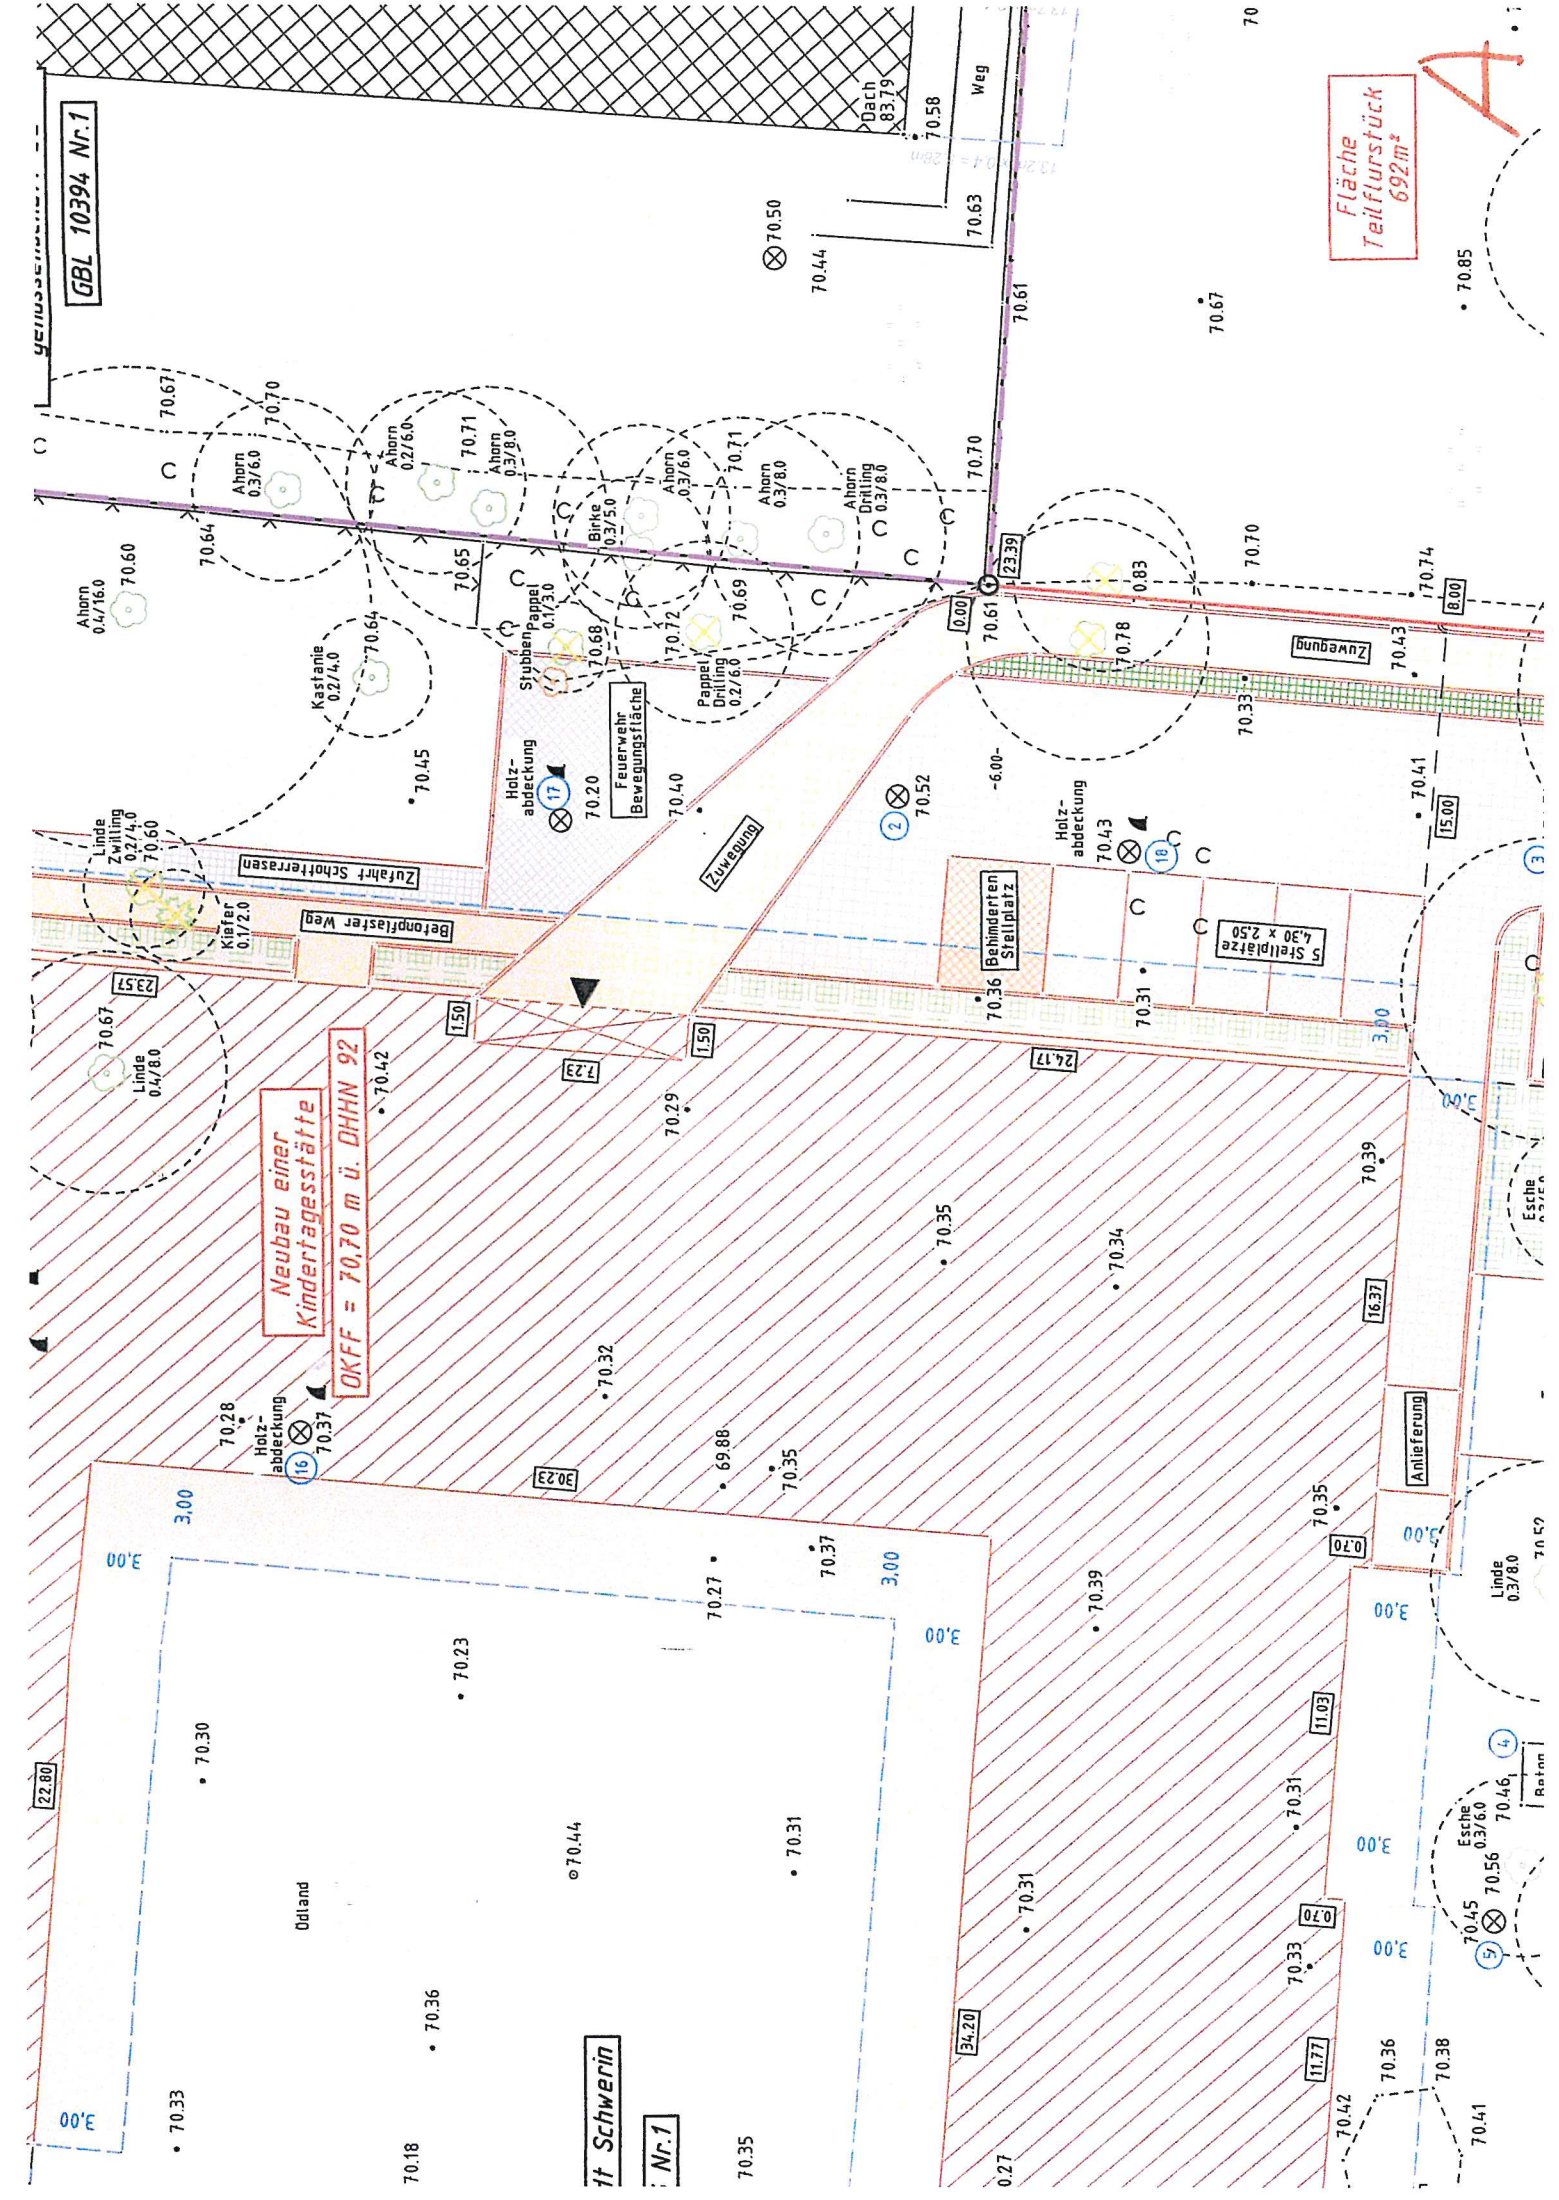 GBL 10394 Nr.1
Dach
83.79
70.58
Weg
70
Fläche
Teilflurstück
692m²
A
70.50
70.44
70.63
70.61
70.67
70.85
70.67
70.70
Ahorn
0.3/6.0
Ahorn
0.2/6.0
70.71
Ahorn
0.3/8.0
Ahorn
0.3/6.0
70.71
Ahorn
0.3/8.0
Ahorn
Drilling
0.3/8.0
70.70
Birke
0.3/5.0
70.64
70.60
Ahorn
0.4/16.0
70.65
70.64
Kastanie
0.2/4.0
Pappel
0.1/3.0
Stubben
70.68
70.72
70.69
Pappel
Drilling
0.2/6.0
0.00
23.39
70.61
0.83
70.78
70.70
70.74
8.00
Zuwegung
70.43
70.33
Feuerwehr
Bewegungsfläche
Holz-
abdeckung
17
70.20
70.40
70.45
Zuwegung
2
70.52
-6.00-
Holz-
abdeckung
70.43
18
70.41
15.00
3
Linde
Zwilling
0.2/4.0
70.60
Zufahrt Schotterrasen
Kiefer
0.1/2.0
Betonpflaster Weg
Behinderten
Stellplatz
5 Stellplätze
4.30 x 2.50
23.57
70.67
Linde
0.4/8.0
1.50
7.23
1.50
70.36
70.31
3,00
24.17
3,00
70.42
70.29
Neubau einer
Kindertagesstätte
OKFF = 70,70 m ü. DHHN 92
70.35
70.34
70.39
Esche
16.37
70.32
70.28
Holz-
abdeckung
16
70.37
30.23
69.88
70.35
70.35
0.70
Anlieferung
3,00
3,00
3,00
70.27
70.37
3,00
3,00
70.39
3,00
Linde
0.3/8.0
70.52
22.80
70.30
70.23
11.03
4
70.46
Esche
0.3/6.0
70.56
70.45
5
Beton
3,00
70.31
Ödland
70.44
70.31
70.31
0.70
3,00
70.33
70.36
34.20
11.77
70.33
3,00
70.18
Schwerin
Nr.1
70.35
0.27
70.42
70.36
70.38
70.41